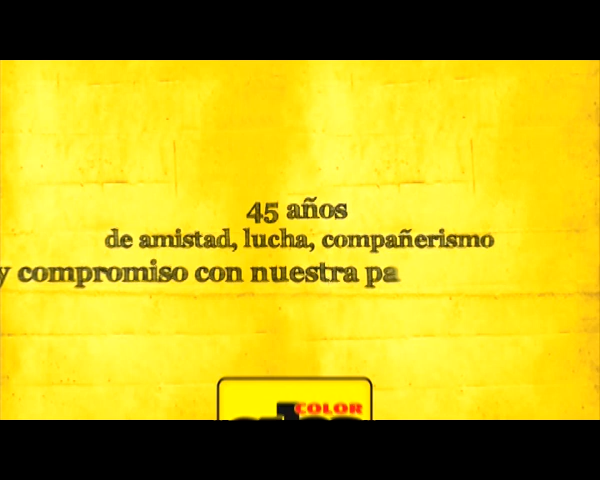 45 años
de amistad, lucha, compañerismo
y compromiso con nuestra pa
COLOR